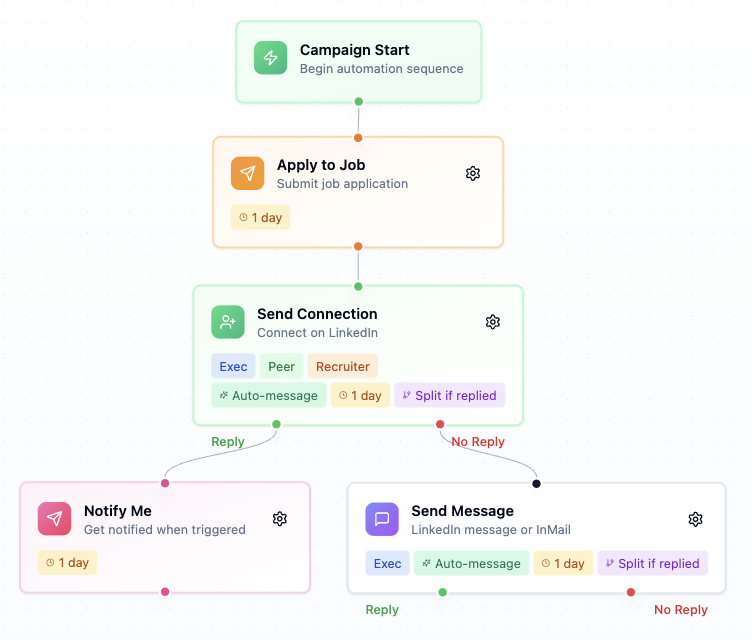 Campaign Start
Begin automation sequence
Apply to Job
Submit job application
1 day
Send Connection
Connect on LinkedIn
Exec Peer Recruiter
Auto-message 1 day Split if replied
Reply No Reply
Notify Me
Get notified when triggered
1 day
Send Message
LinkedIn message or InMail
Exec Auto-message 1 day Split if replied
Reply No Reply